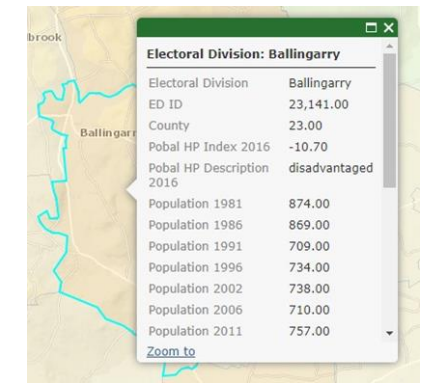 brook
Electoral Division: Ballingarry
Electoral Division Ballingarry
ED ID 23,141.00
County 23.00
Pobal HP Index 2016 -10.70
Pobal HP Description 2016 disadvantaged
Population 1981 874.00
Population 1986 869.00
Population 1991 709.00
Population 1996 734.00
Population 2002 738.00
Population 2006 710.00
Population 2011 757.00
Zoom to
Ballingarr